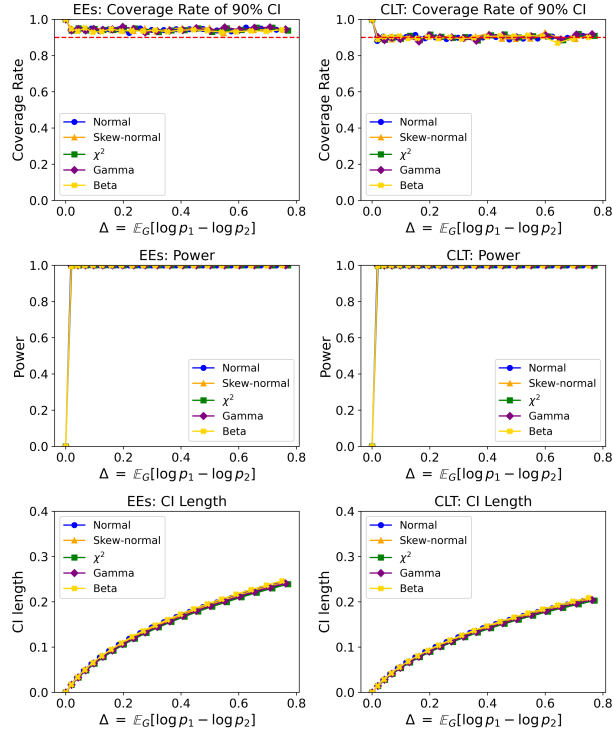 EEs: Coverage Rate of 90% CI
Coverage Rate
1.0
0.8
0.6
0.4
0.2
0.0
Normal
Skew-normal
χ²
Gamma
Beta
0.0 0.2 0.4 0.6 0.8
Δ = 𝔼_G[log p₁ − log p₂]
CLT: Coverage Rate of 90% CI
Coverage Rate
1.0
0.8
0.6
0.4
0.2
0.0
Normal
Skew-normal
χ²
Gamma
Beta
0.0 0.2 0.4 0.6 0.8
Δ = 𝔼_G[log p₁ − log p₂]
EEs: Power
Power
1.0
0.8
0.6
0.4
0.2
0.0
Normal
Skew-normal
χ²
Gamma
Beta
0.0 0.2 0.4 0.6 0.8
Δ = 𝔼_G[log p₁ − log p₂]
CLT: Power
Power
1.0
0.8
0.6
0.4
0.2
0.0
Normal
Skew-normal
χ²
Gamma
Beta
0.0 0.2 0.4 0.6 0.8
Δ = 𝔼_G[log p₁ − log p₂]
EEs: CI Length
CI length
0.4
0.3
0.2
0.1
0.0
Normal
Skew-normal
χ²
Gamma
Beta
0.0 0.2 0.4 0.6 0.8
Δ = 𝔼_G[log p₁ − log p₂]
CLT: CI Length
CI length
0.4
0.3
0.2
0.1
0.0
Normal
Skew-normal
χ²
Gamma
Beta
0.0 0.2 0.4 0.6 0.8
Δ = 𝔼_G[log p₁ − log p₂]